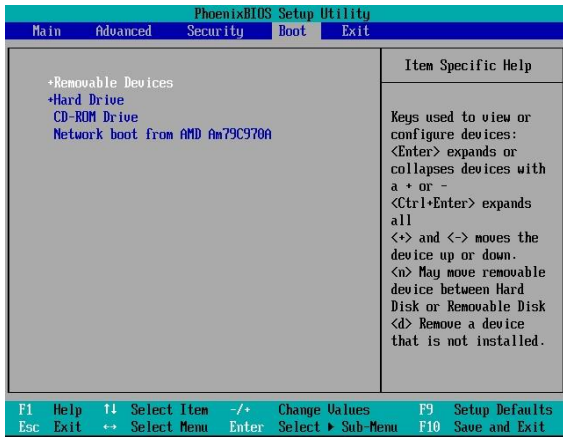 PhoenixBIOS Setup Utility
Main Advanced Security Boot Exit
+Removable Devices
+Hard Drive
CD-ROM Drive
Network boot from AMD Am79C970A
Item Specific Help
Keys used to view or
configure devices:
<Enter> expands or
collapses devices with
a + or -
<Ctrl+Enter> expands
all
<+> and <-> moves the
device up or down.
<n> May move removable
device between Hard
Disk or Removable Disk
<d> Remove a device
that is not installed.
F1 Help ↑↓ Select Item -/+ Change Values F9 Setup Defaults
Esc Exit ↔ Select Menu Enter Select ▶ Sub-Menu F10 Save and Exit